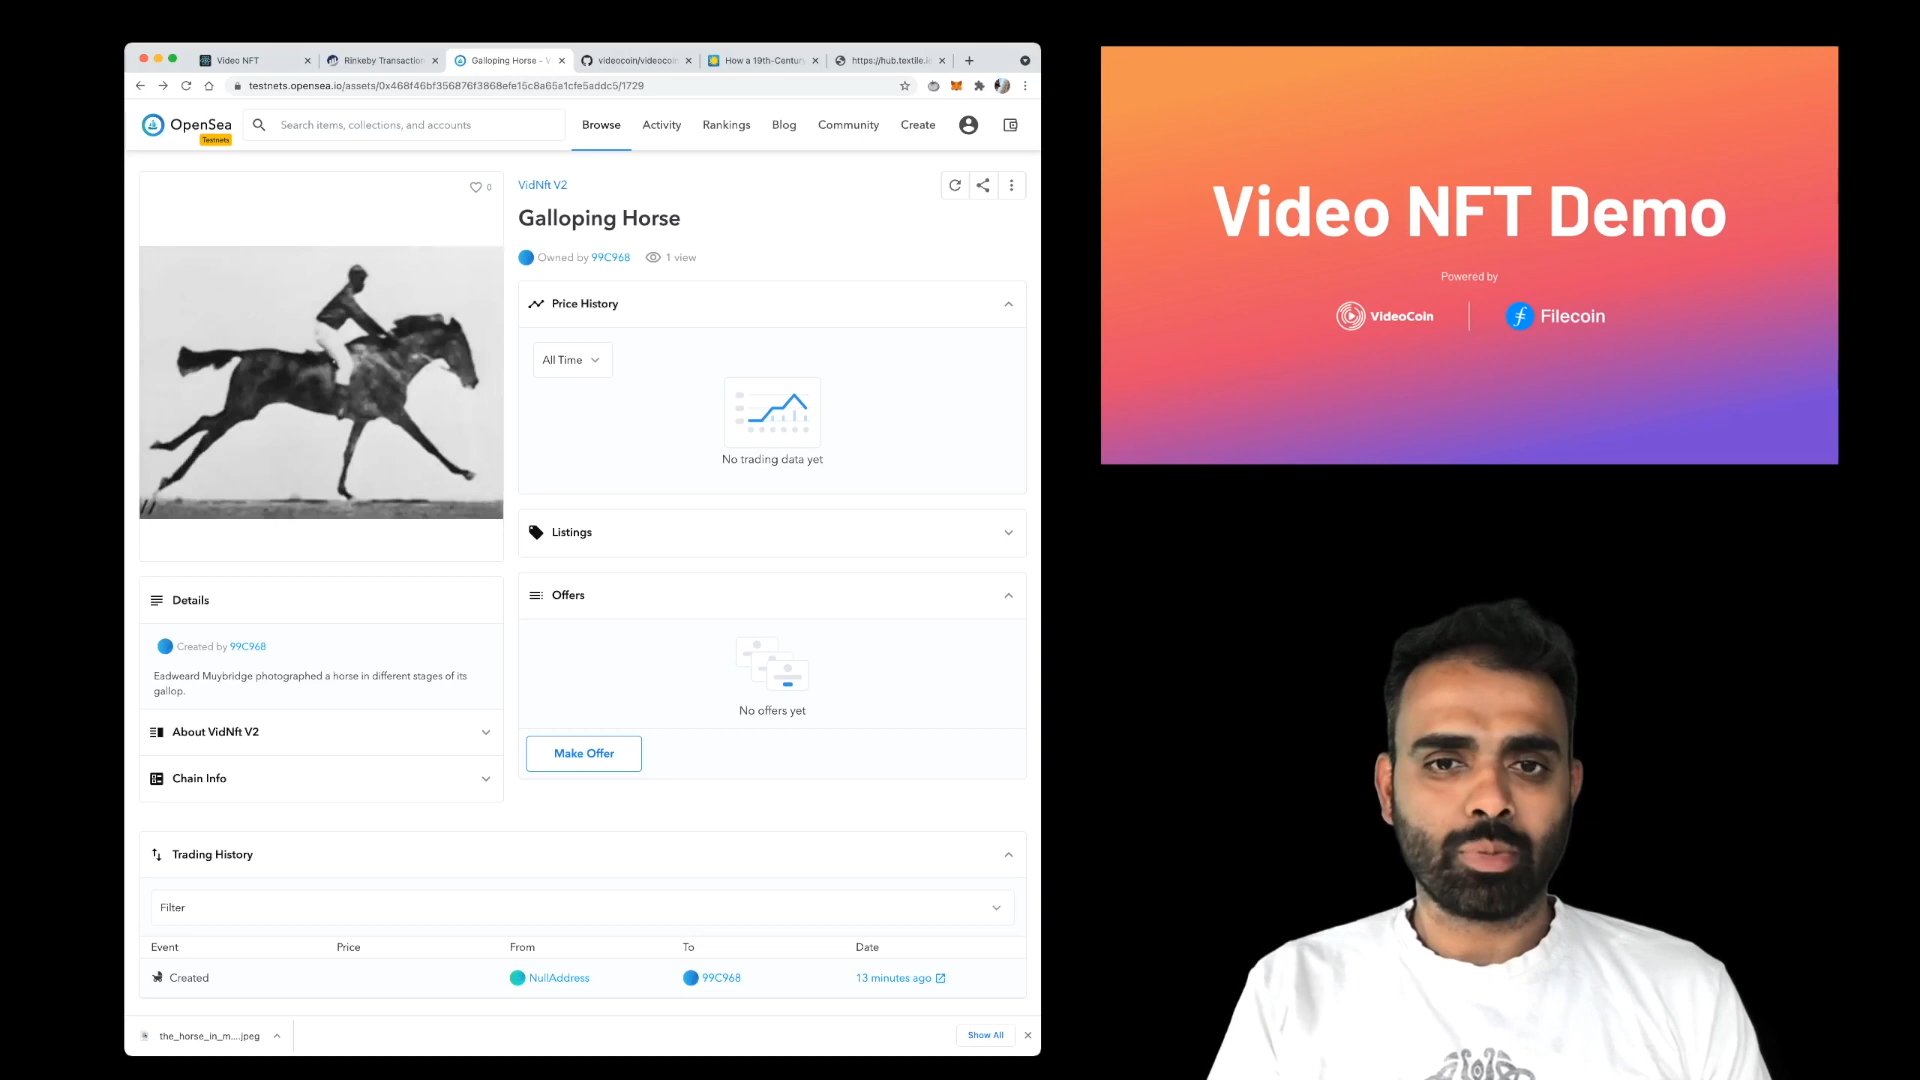 Video NFT
Rinkeby Transaction
Galloping Horse - V
videocoin/videocoin
How a 19th-Century
https://hub.textile.i
testnets.opensea.io/assets/0x468f46bf356876f3868efe15c8a65a1cfe5addc5/1729
OpenSea
Testnets
Search items, collections, and accounts
Browse
Activity
Rankings
Blog
Community
Create
0
VidNft V2
Galloping Horse
Owned by 99C968
1 view
Price History
All Time
No trading data yet
Listings
Offers
No offers yet
Make Offer
Details
Created by 99C968
Eadweard Muybridge photographed a horse in different stages of its
gallop.
About VidNft V2
Chain Info
Trading History
Filter
Event Price From To Date
Created NullAddress 99C968 13 minutes ago
the_horse_in_m....jpeg
Show All
Video NFT Demo
Powered by
VideoCoin
Filecoin